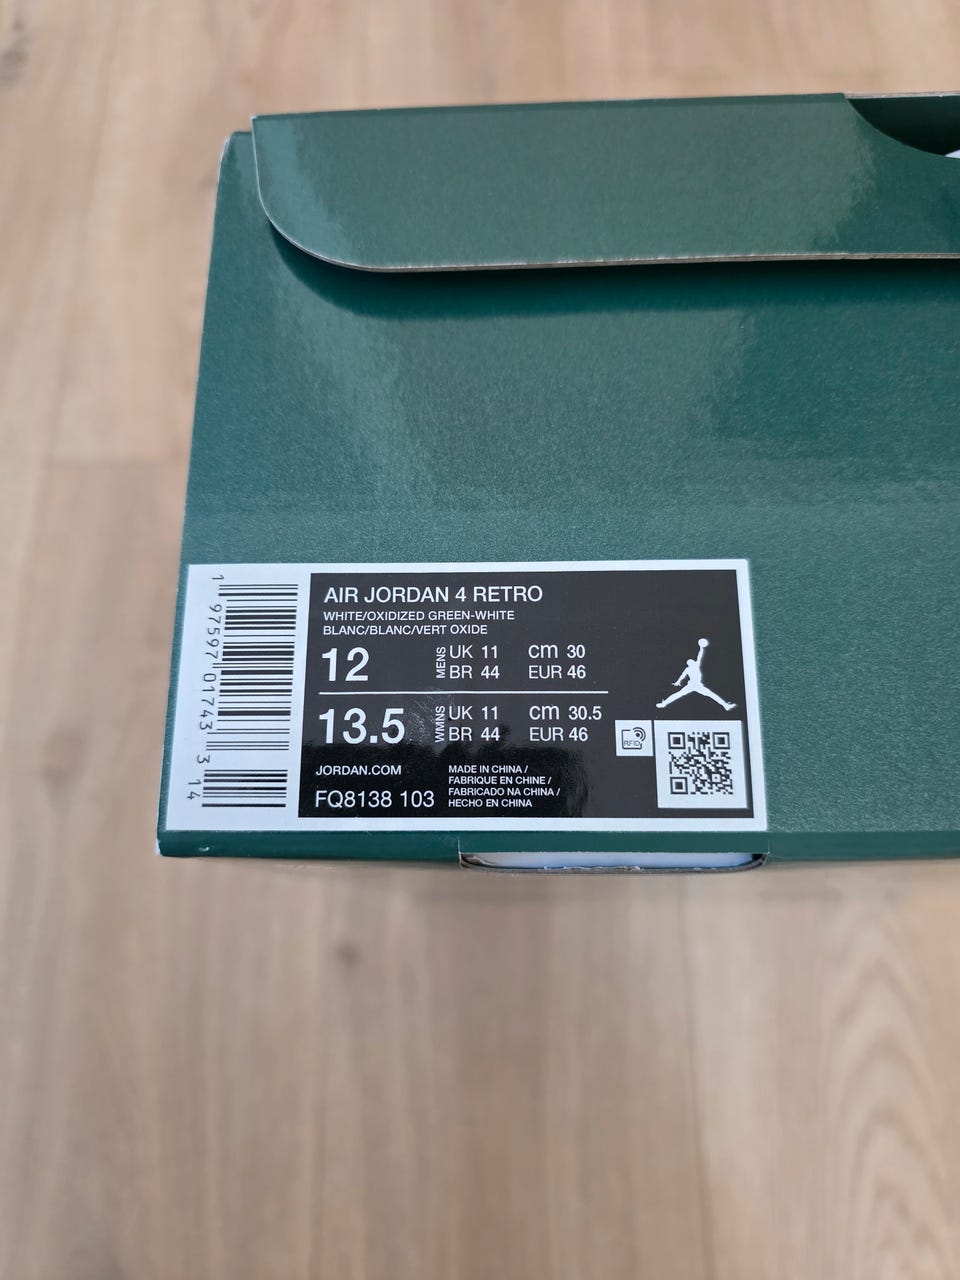 AIR JORDAN 4 RETRO
WHITE/OXIDIZED GREEN-WHITE
BLANC/BLANC/VERT OXIDE
12 MENS UK 11 cm 30
BR 44 EUR 46
13.5 WMNS UK 11 cm 30.5
BR 44 EUR 46
RFID
JORDAN.COM
FQ8138 103
MADE IN CHINA /
FABRIQUE EN CHINE /
FABRICADO NA CHINA /
HECHO EN CHINA
1 97597 01743 3 14